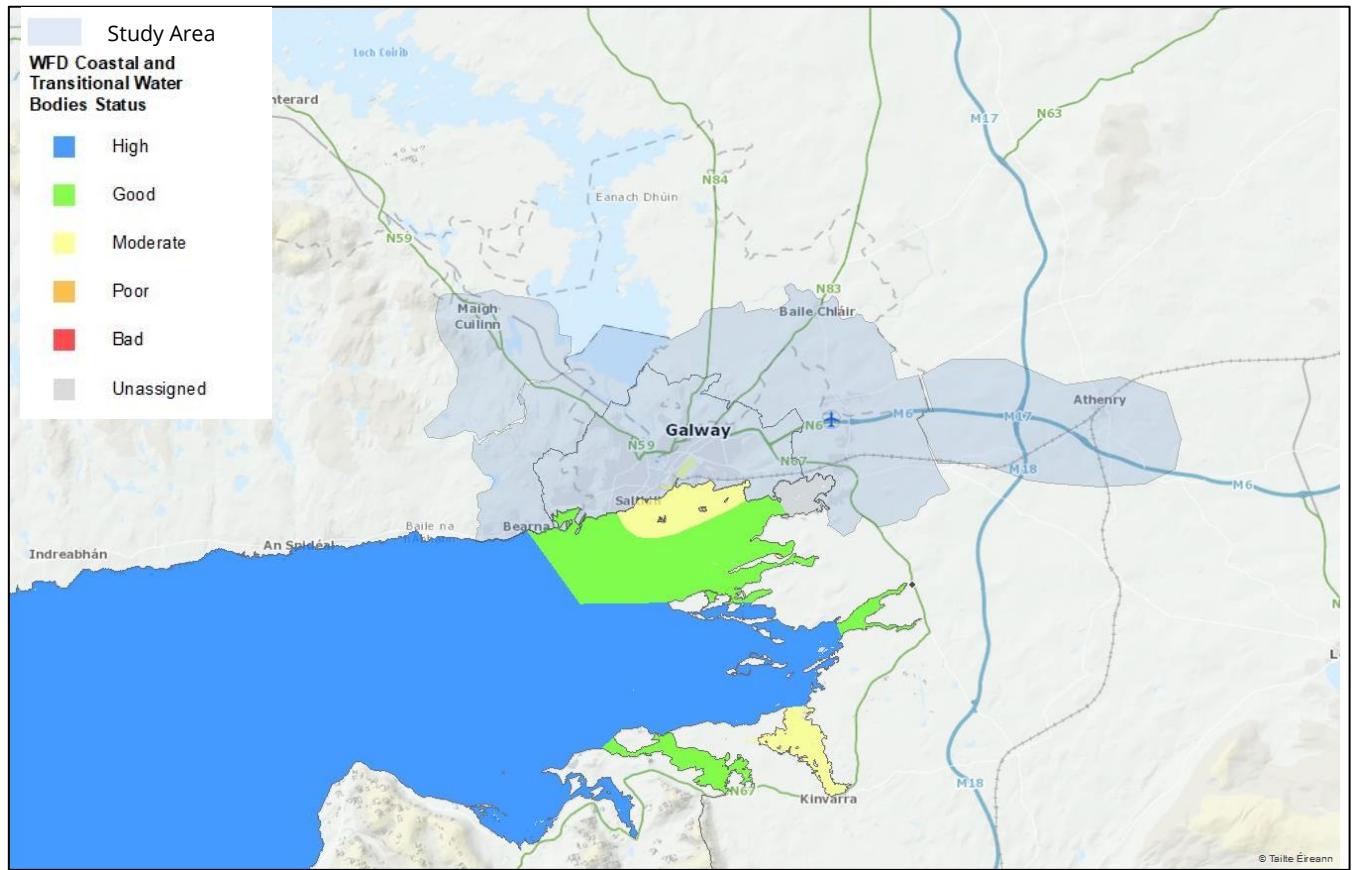 Study Area
WFD Coastal and
Transitional Water
Bodies Status
High
Good
Moderate
Poor
Bad
Unassigned
Loch Coirib
nterard
M17
N63
N84
Eanach Dhúin
N59
N83
Maigh
Cuilinn
Baile Chláir
Athenry
M6
M17
Galway
N6
N59
N67
M18
M6
Bearna
Baile na
An Spidéal
Indreabhán
N
L
M18
N67
Kinvarra
© Tailte Éireann